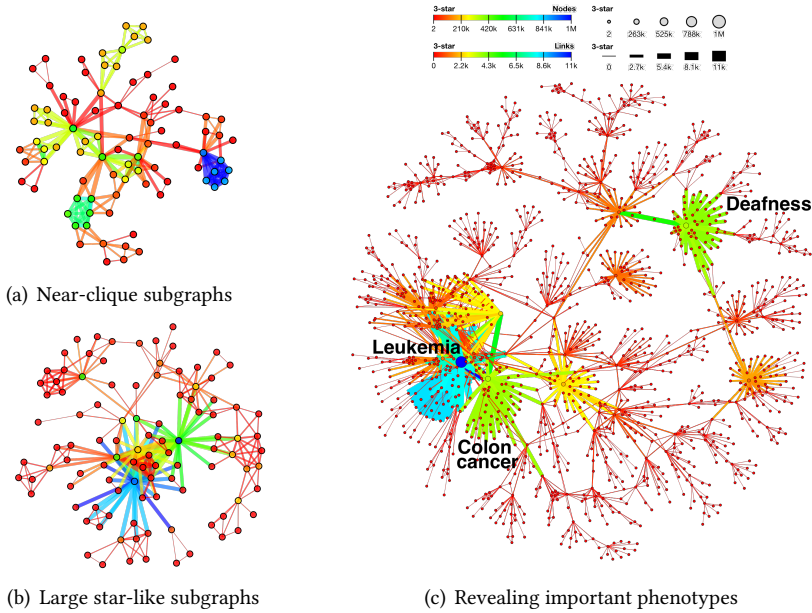 3-star Nodes
2 210k 420k 631k 841k 1M
3-star Links
0 2.2k 4.3k 6.5k 8.6k 11k
3-star
2 263k 525k 788k 1M
3-star
0 2.7k 5.4k 8.1k 11k
(a) Near-clique subgraphs
(b) Large star-like subgraphs
Deafness
Leukemia
Colon
cancer
(c) Revealing important phenotypes